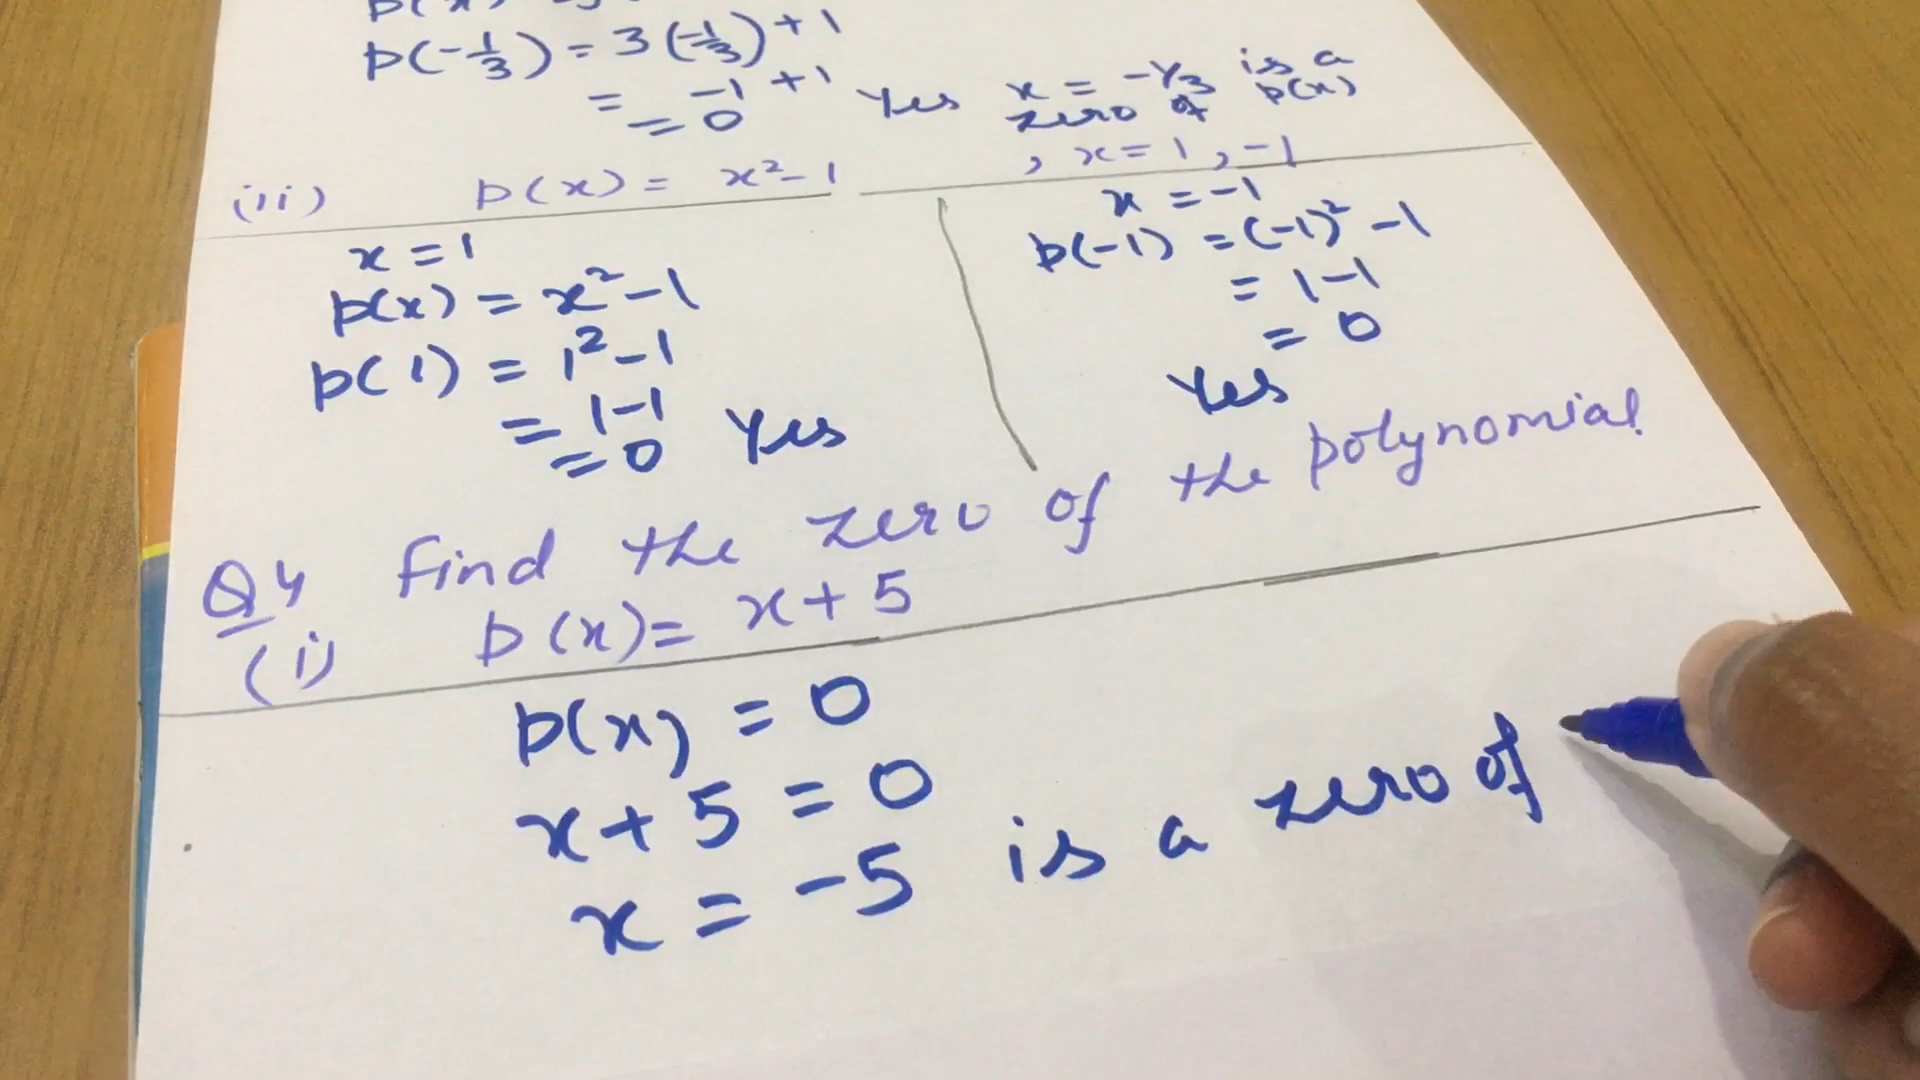 p(-1/3) = 3(-1/3) + 1
= -1 + 1
= 0 Yes x = -1/3 is a
zero of p(x)
(ii) p(x) = x² - 1 , x = 1, -1
x = 1
p(x) = x² - 1
p(1) = 1² - 1
= 1 - 1
= 0 Yes
x = -1
p(-1) = (-1)² - 1
= 1 - 1
= 0
Yes
Q4 Find the zero of the polynomial
(i) p(x) = x + 5
p(x) = 0
x + 5 = 0
x = -5 is a zero of